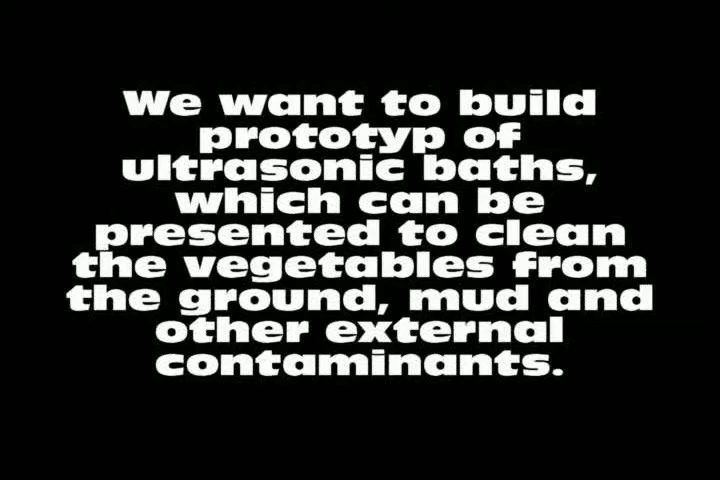 We want to build
prototyp of
ultrasonic baths,
which can be
presented to clean
the vegetables from
the ground, mud and
other external
contaminants.